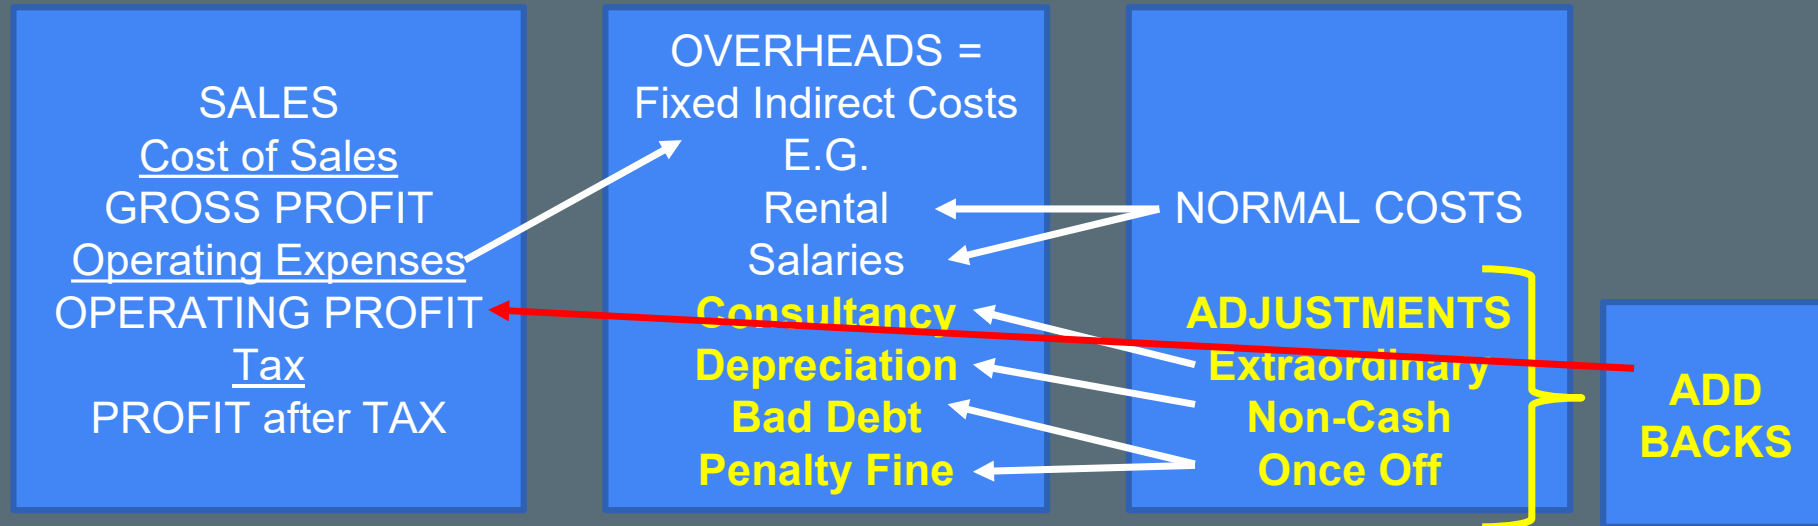 SALES
Cost of Sales
GROSS PROFIT
Operating Expenses
OPERATING PROFIT
Tax
PROFIT after TAX
OVERHEADS =
Fixed Indirect Costs
E.G.
Rental
Salaries
Consultancy
Depreciation
Bad Debt
Penalty Fine
NORMAL COSTS
ADJUSTMENTS
Extraordinary
Non-Cash
Once Off
ADD
BACKS